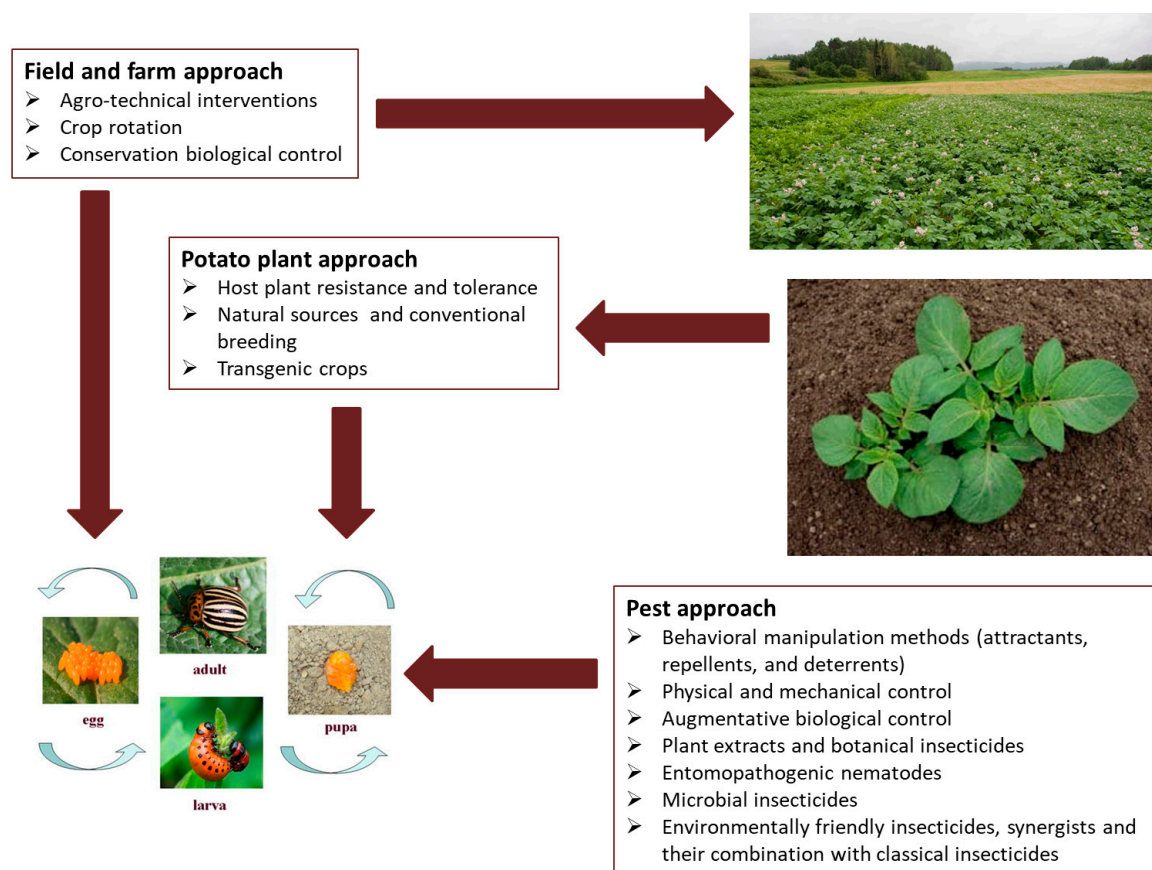 Field and farm approach
➢ Agro-technical interventions
➢ Crop rotation
➢ Conservation biological control
Potato plant approach
➢ Host plant resistance and tolerance
➢ Natural sources and conventional
breeding
➢ Transgenic crops
adult
egg
pupa
larva
Pest approach
➢ Behavioral manipulation methods (attractants,
repellents, and deterrents)
➢ Physical and mechanical control
➢ Augmentative biological control
➢ Plant extracts and botanical insecticides
➢ Entomopathogenic nematodes
➢ Microbial insecticides
➢ Environmentally friendly insecticides, synergists and
their combination with classical insecticides